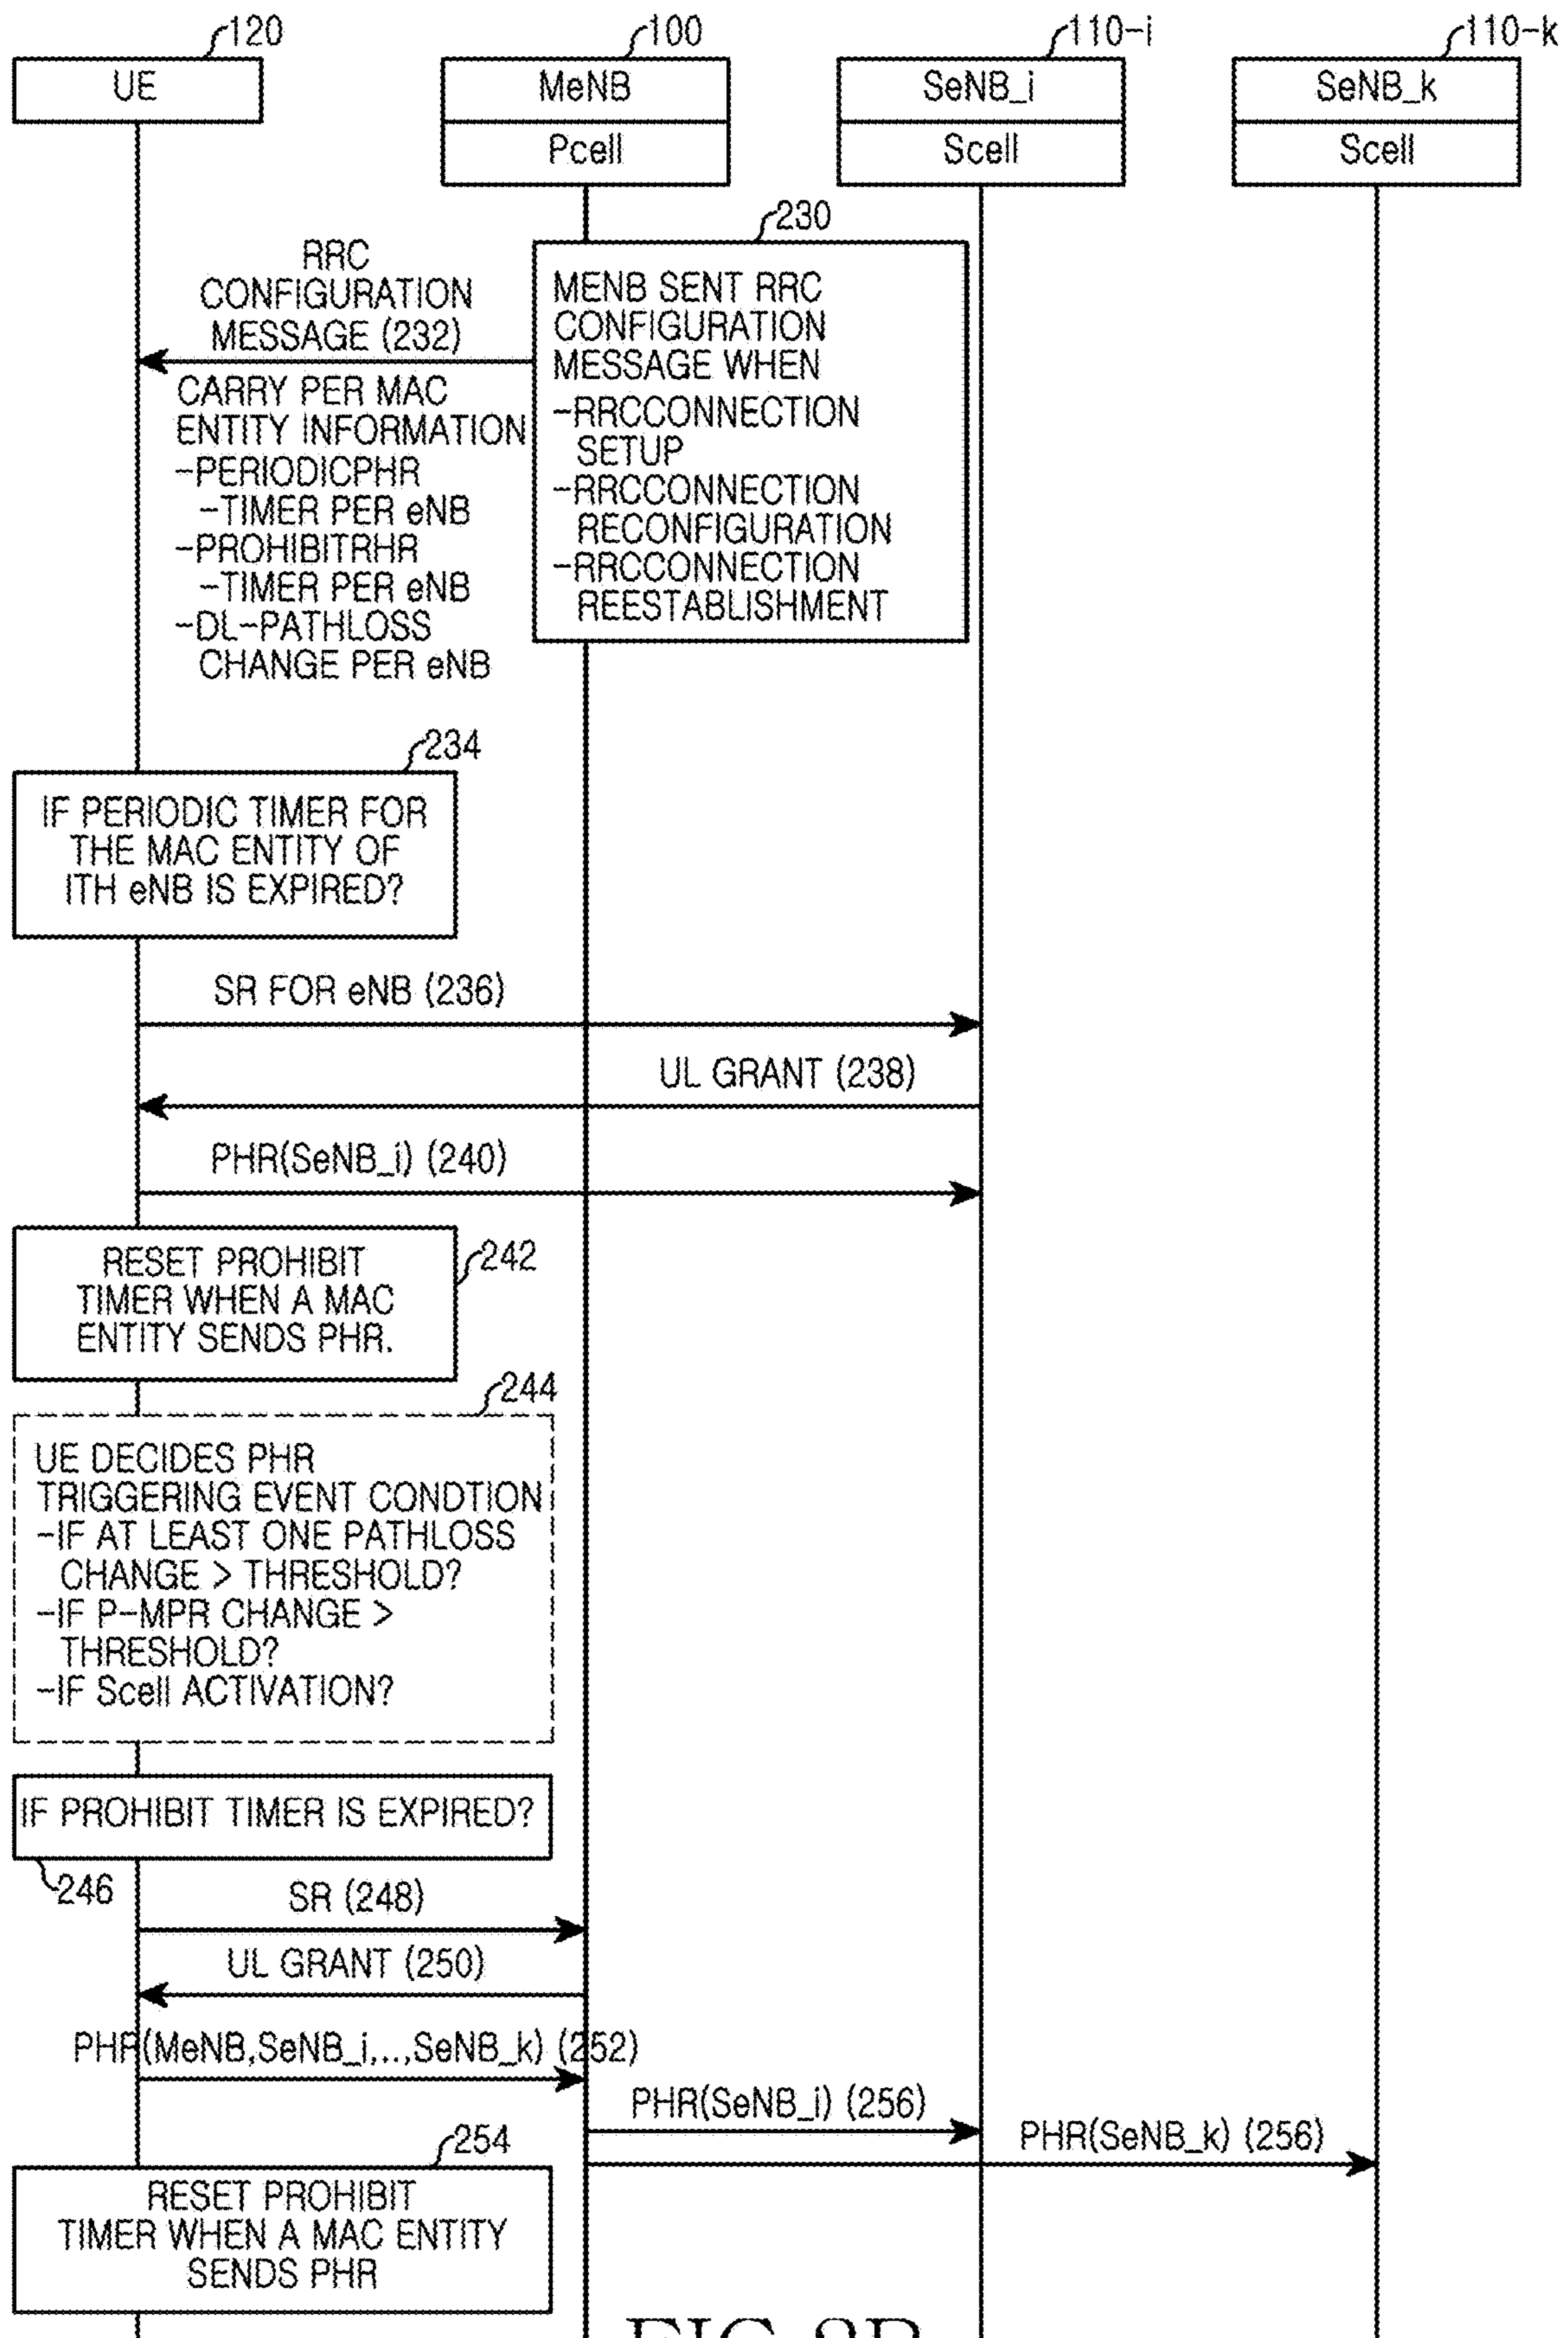 120
100
110-i
110-k
UE
MeNB
SeNB_i
SeNB_k
Pcell
Scell
Scell
230
RRC
CONFIGURATION
MESSAGE (232)
CARRY PER MAC
ENTITY INFORMATION
-PERIODICPHR
-TIMER PER eNB
-PROHIBITRHR
-TIMER PER eNB
-DL-PATHLOSS
CHANGE PER eNB
MENB SENT RRC
CONFIGURATION
MESSAGE WHEN
-RRCCONNECTION
SETUP
-RRCCONNECTION
RECONFIGURATION
-RRCCONNECTION
REESTABLISHMENT
234
IF PERIODIC TIMER FOR
THE MAC ENTITY OF
ITH eNB IS EXPIRED?
SR FOR eNB (236)
UL GRANT (238)
PHR(SeNB_i) (240)
242
RESET PROHIBIT
TIMER WHEN A MAC
ENTITY SENDS PHR.
244
UE DECIDES PHR
TRIGGERING EVENT CONDTION
-IF AT LEAST ONE PATHLOSS
CHANGE > THRESHOLD?
-IF P-MPR CHANGE >
THRESHOLD?
-IF Scell ACTIVATION?
IF PROHIBIT TIMER IS EXPIRED?
246
SR (248)
UL GRANT (250)
PHR(MeNB,SeNB_i,..,SeNB_k) (252)
PHR(SeNB_i) (256)
PHR(SeNB_k) (256)
254
RESET PROHIBIT
TIMER WHEN A MAC ENTITY
SENDS PHR